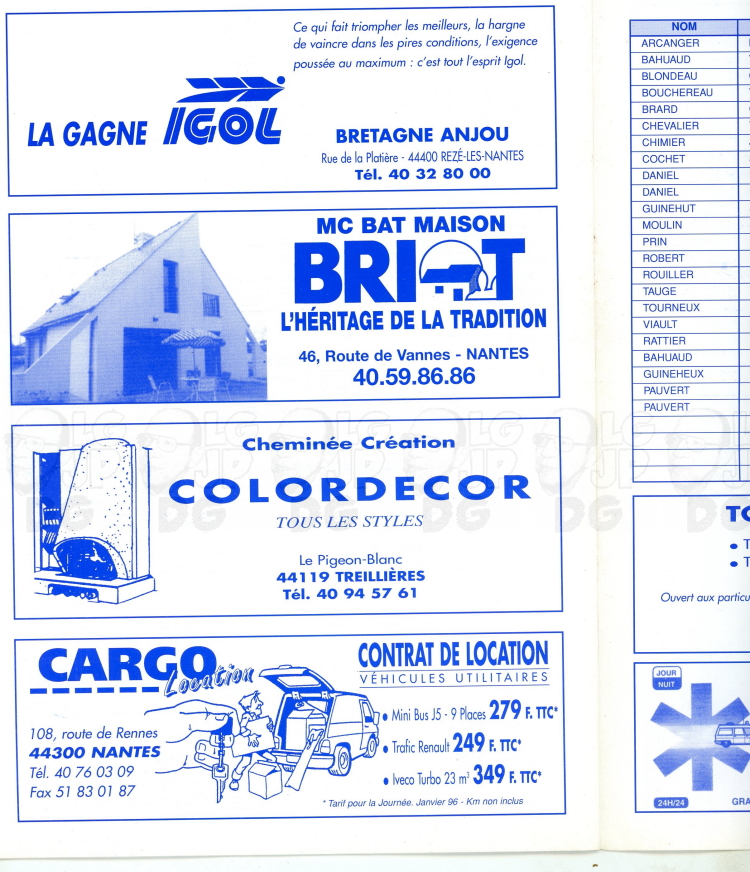 Ce qui fait triompher les meilleurs, la hargne
de vaincre dans les pires conditions, l'exigence
poussée au maximum : c'est tout l'esprit Igol.
LA GAGNE IGOL
BRETAGNE ANJOU
Rue de la Platière - 44400 REZÉ-LES-NANTES
Tél. 40 32 80 00
MC BAT MAISON
BRIOT
L'HÉRITAGE DE LA TRADITION
46, Route de Vannes - NANTES
40.59.86.86
Cheminée Création
COLORDECOR
TOUS LES STYLES
Le Pigeon-Blanc
44119 TREILLIÈRES
Tél. 40 94 57 61
CARGO
Location
108, route de Rennes
44300 NANTES
Tél. 40 76 03 09
Fax 51 83 01 87
CONTRAT DE LOCATION
VÉHICULES UTILITAIRES
• Mini Bus J5 - 9 Places 279 F. TTC*
• Trafic Renault 249 F. TTC*
• Iveco Turbo 23 m³ 349 F. TTC*
* Tarif pour la Journée. Janvier 96 - Km non inclus
NOM
ARCANGER
BAHUAUD
BLONDEAU
BOUCHEREAU
BRARD
CHEVALIER
CHIMIER
COCHET
DANIEL
DANIEL
GUINEHUT
MOULIN
PRIN
ROBERT
ROUILLER
TAUGE
TOURNEUX
VIAULT
RATTIER
BAHUAUD
GUINEHEUX
PAUVERT
PAUVERT
TO
• T
• T
Ouvert aux particu
JOUR
NUIT
24H/24
GRA